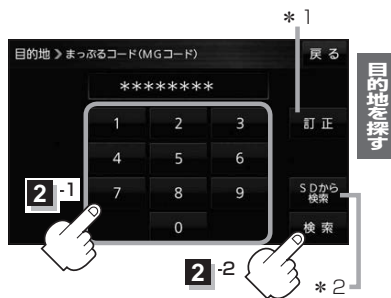 ＊1
目的地 》まっぷるコード(MGコード)
戻る
＊＊＊＊＊＊＊＊
1 2 3 訂正
4 5 6
7 8 9 SDから検索
0 検索
2-1
2-2
＊2
目的地を探す